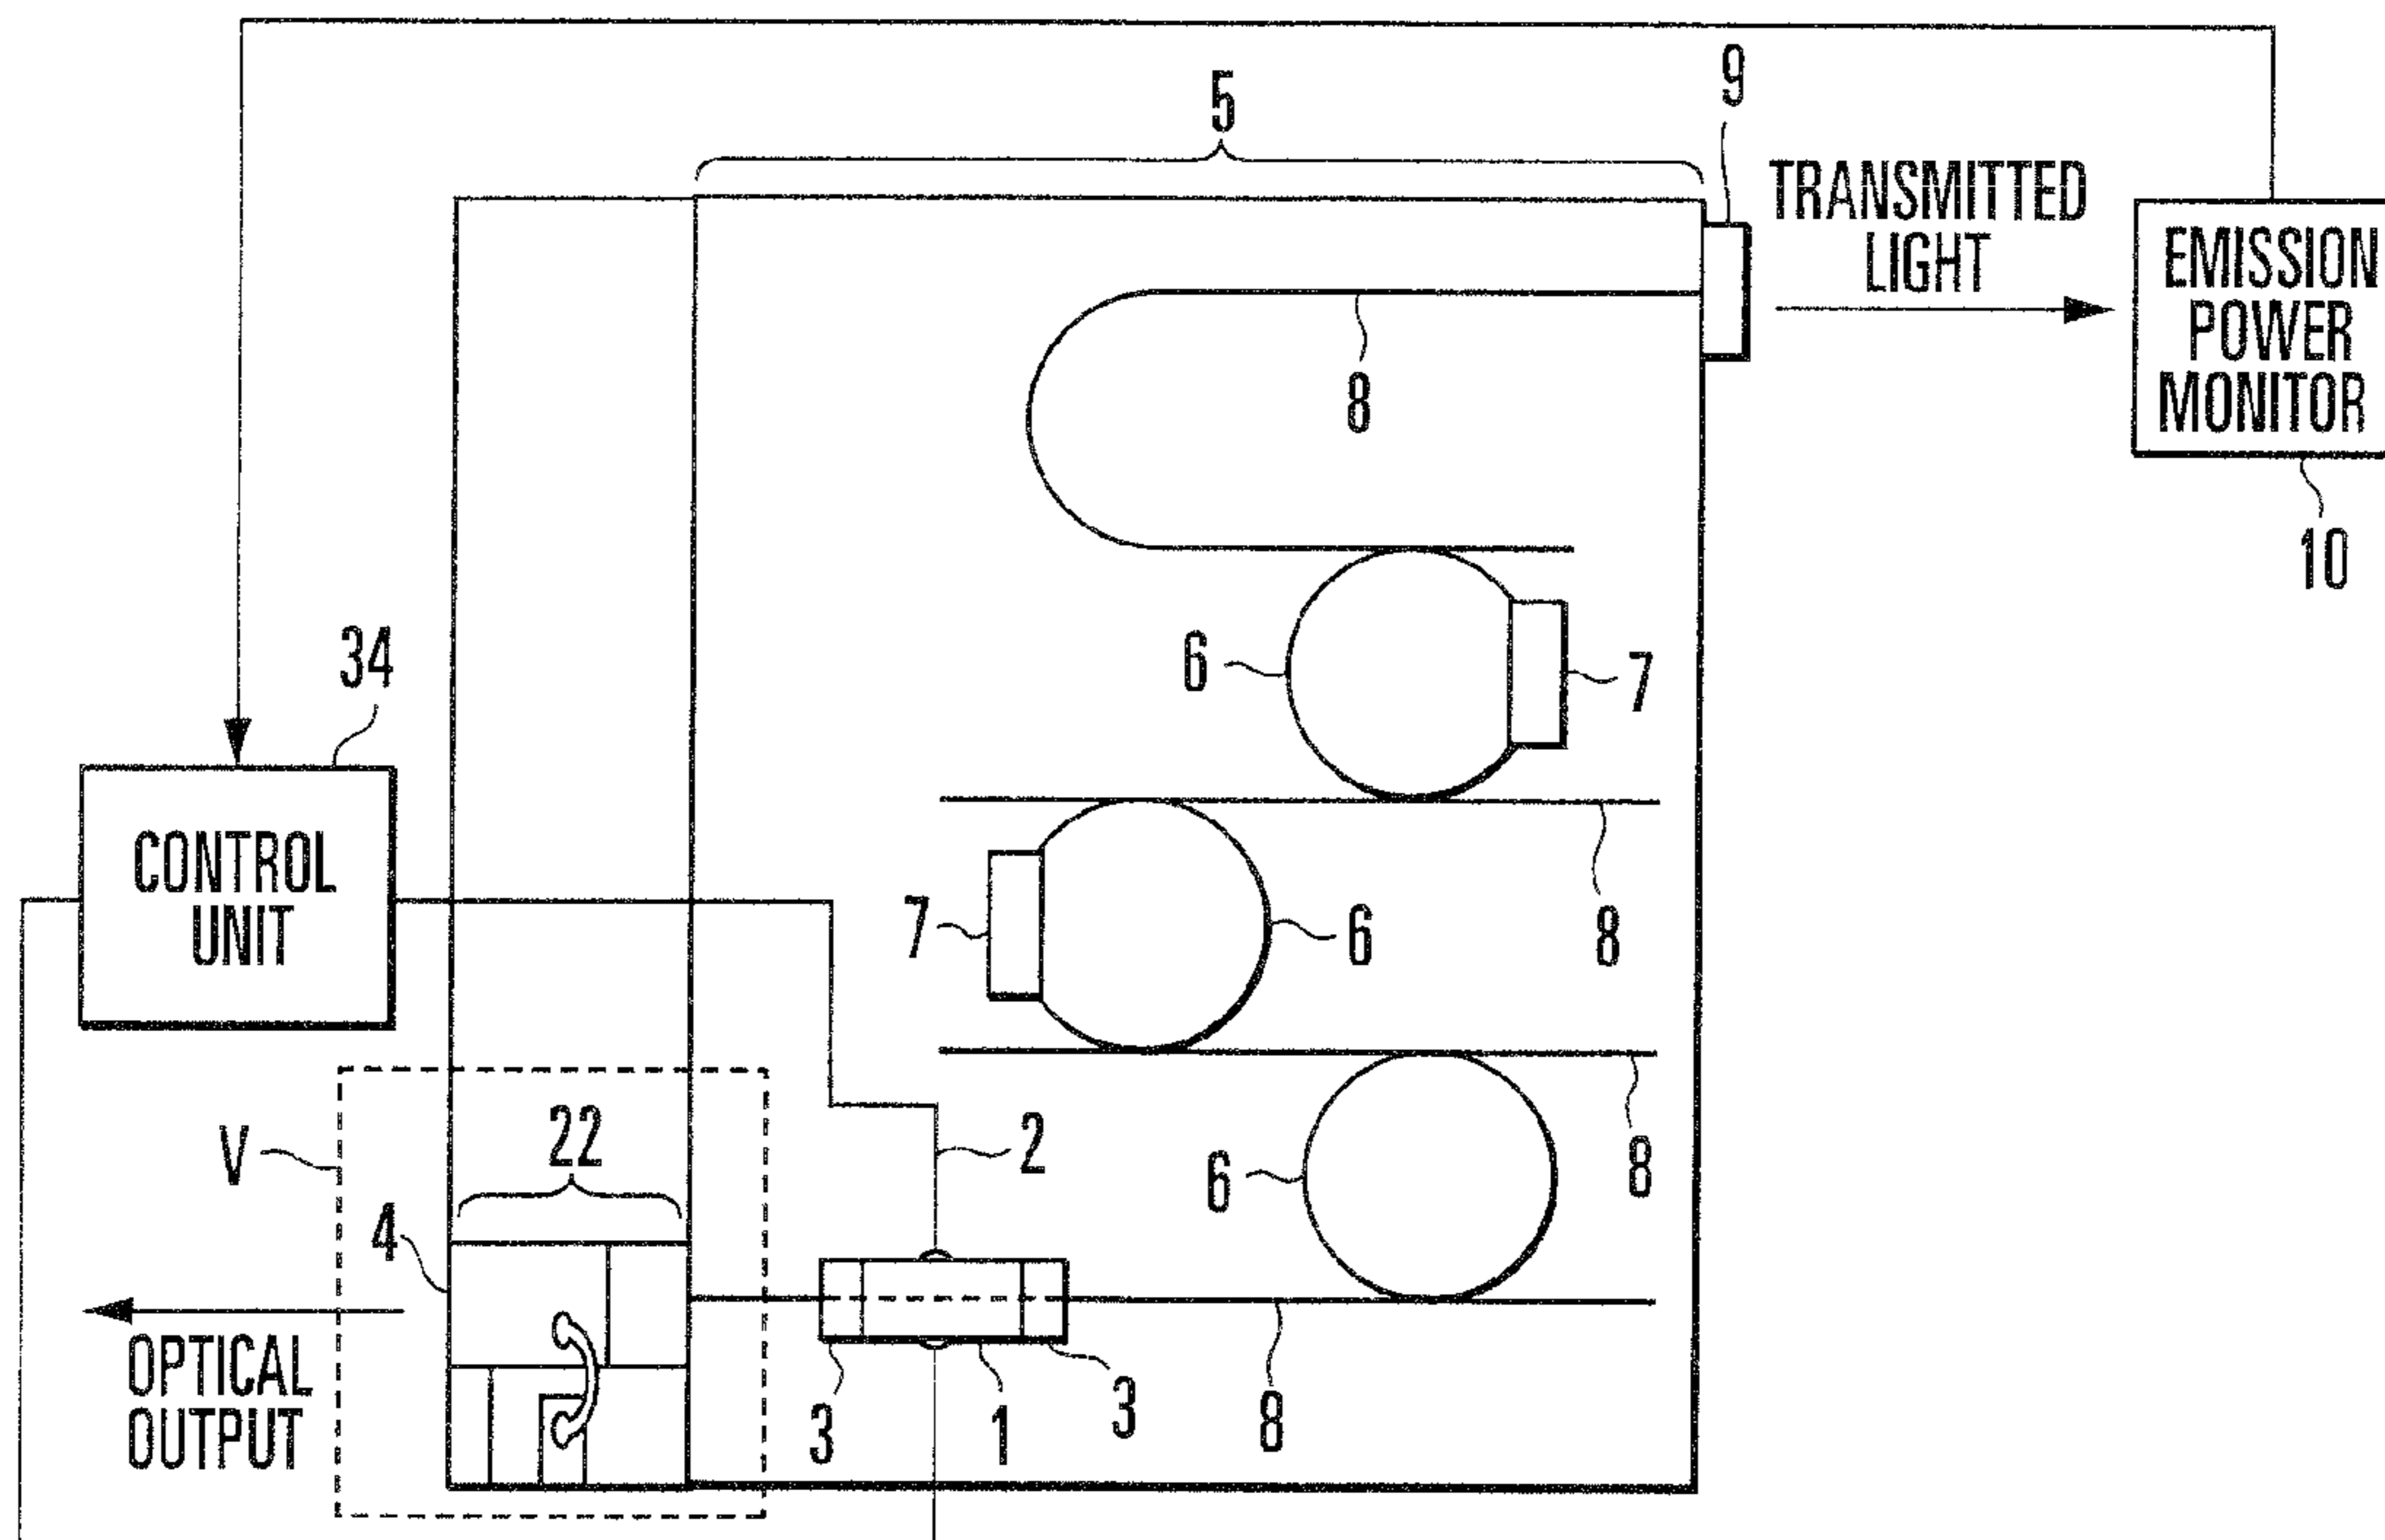 5
9
TRANSMITTED
LIGHT
EMISSION
POWER
MONITOR
10
8
34
6
7
CONTROL
UNIT
8
7
6
V
22
2
8
4
6
OPTICAL
OUTPUT
3
1
3
8